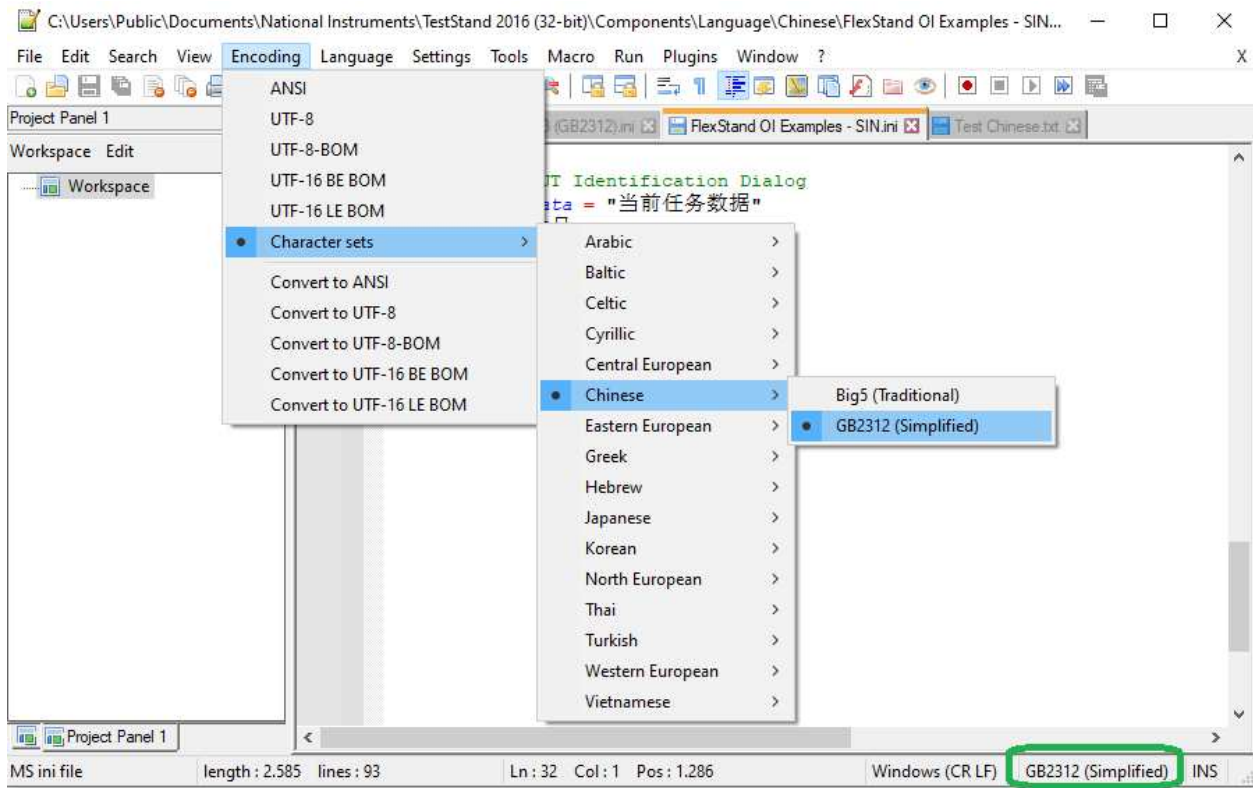 C:\Users\Public\Documents\National Instruments\TestStand 2016 (32-bit)\Components\Language\Chinese\FlexStand OI Examples - SIN...
File Edit Search View Encoding Language Settings Tools Macro Run Plugins Window ? X
Project Panel 1
(GB2312).ini FlexStand OI Examples - SIN.ini Test Chinese.txt
Workspace Edit
Workspace
ANSI
UTF-8
UTF-8-BOM
UTF-16 BE BOM
UTF-16 LE BOM
Character sets
Convert to ANSI
Convert to UTF-8
Convert to UTF-8-BOM
Convert to UTF-16 BE BOM
Convert to UTF-16 LE BOM
Identification Dialog
= "当前任务数据"
Arabic
Baltic
Celtic
Cyrillic
Central European
Chinese
Eastern European
Greek
Hebrew
Japanese
Korean
North European
Thai
Turkish
Western European
Vietnamese
Big5 (Traditional)
GB2312 (Simplified)
Project Panel 1
MS ini file length : 2.585 lines : 93 Ln : 32 Col : 1 Pos : 1.286 Windows (CR LF) GB2312 (Simplified) INS